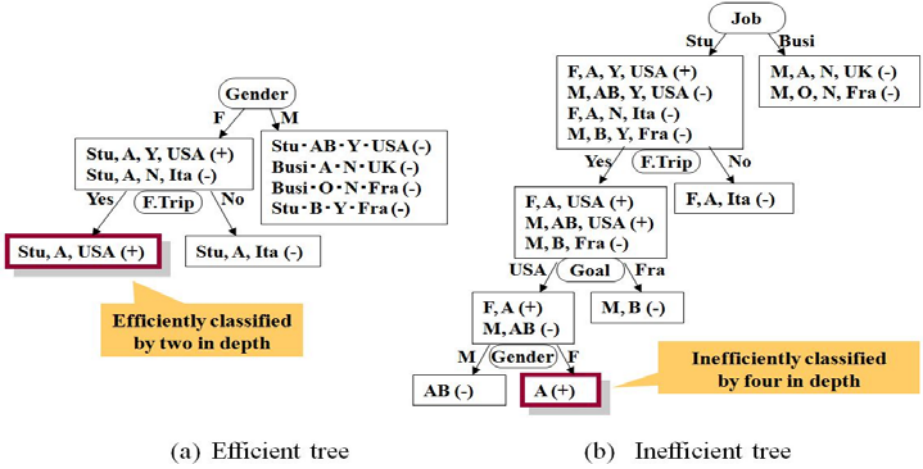 Gender
F
M
Stu, A, Y, USA (+)
Stu, A, N, Ita (-)
Stu・AB・Y・USA (-)
Busi・A・N・UK (-)
Busi・O・N・Fra (-)
Stu・B・Y・Fra (-)
Yes
F.Trip
No
Stu, A, USA (+)
Stu, A, Ita (-)
Efficiently classified
by two in depth
(a) Efficient tree
Job
Stu
Busi
F, A, Y, USA (+)
M, AB, Y, USA (-)
F, A, N, Ita (-)
M, B, Y, Fra (-)
M, A, N, UK (-)
M, O, N, Fra (-)
Yes
F.Trip
No
F, A, USA (+)
M, AB, USA (+)
M, B, Fra (-)
F, A, Ita (-)
USA
Goal
Fra
F, A (+)
M, AB (-)
M, B (-)
M
Gender
F
AB (-)
A (+)
Inefficiently classified
by four in depth
(b) Inefficient tree